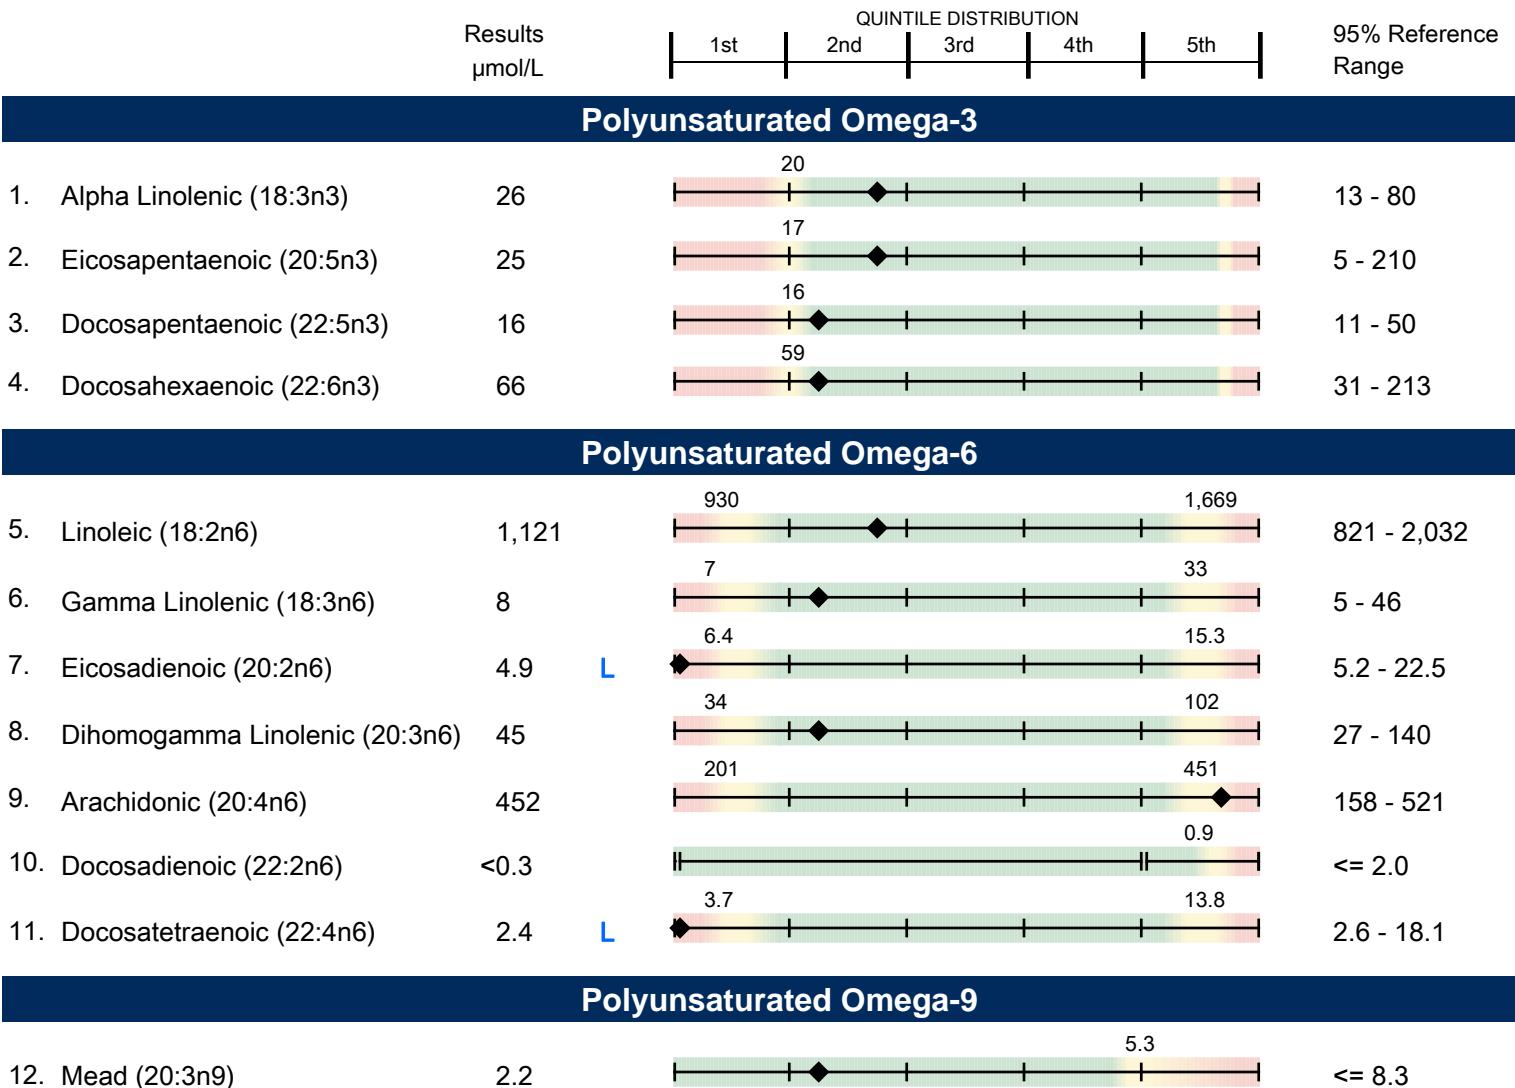 Results
µmol/L
QUINTILE DISTRIBUTION
1st 2nd 3rd 4th 5th
95% Reference
Range
Polyunsaturated Omega-3
20
1. Alpha Linolenic (18:3n3) 26 13 - 80
17
2. Eicosapentaenoic (20:5n3) 25 5 - 210
16
3. Docosapentaenoic (22:5n3) 16 11 - 50
59
4. Docosahexaenoic (22:6n3) 66 31 - 213
Polyunsaturated Omega-6
930 1,669
5. Linoleic (18:2n6) 1,121 821 - 2,032
7 33
6. Gamma Linolenic (18:3n6) 8 5 - 46
6.4 15.3
7. Eicosadienoic (20:2n6) 4.9 L 5.2 - 22.5
34 102
8. Dihomogamma Linolenic (20:3n6) 45 27 - 140
201 451
9. Arachidonic (20:4n6) 452 158 - 521
0.9
10. Docosadienoic (22:2n6) <0.3 <= 2.0
3.7 13.8
11. Docosatetraenoic (22:4n6) 2.4 L 2.6 - 18.1
Polyunsaturated Omega-9
5.3
12. Mead (20:3n9) 2.2 <= 8.3